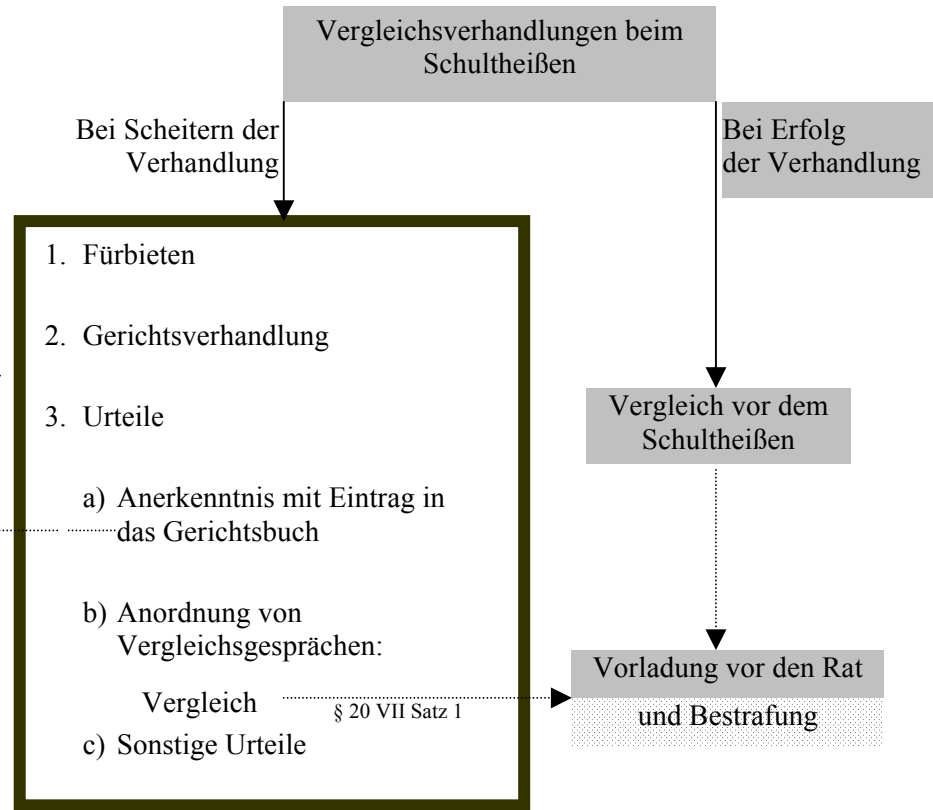 Vergleichsverhandlungen beim
Schultheißen
Bei Scheitern der
Verhandlung
Bei Erfolg
der Verhandlung
1. Fürbieten
2. Gerichtsverhandlung
3. Urteile
a) Anerkenntnis mit Eintrag in
das Gerichtsbuch
b) Anordnung von
Vergleichsgesprächen:
Vergleich
§ 20 VII Satz 1
c) Sonstige Urteile
Vergleich vor dem
Schultheißen
Vorladung vor den Rat
und Bestrafung